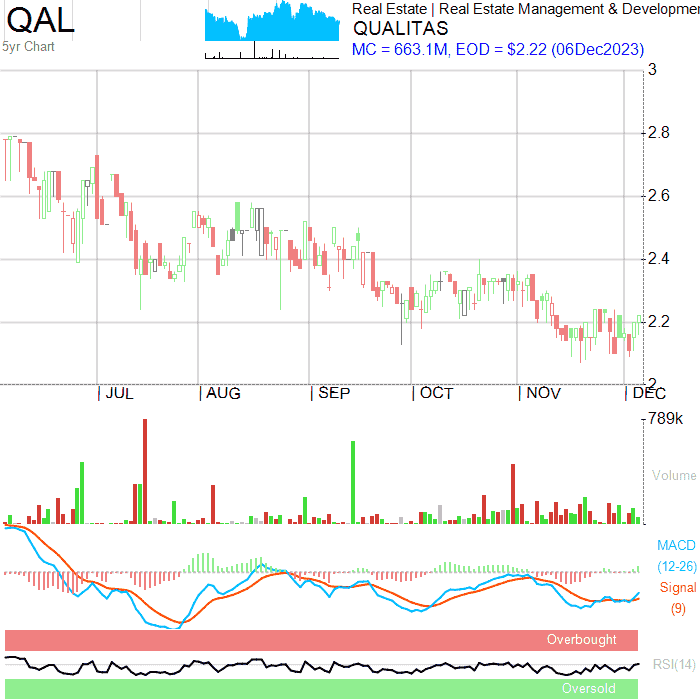 QAL
5yr Chart
Real Estate | Real Estate Management & Developmen
QUALITAS
MC = 663.1M, EOD = $2.22 (06Dec2023)
3
2.8
2.6
2.4
2.2
2
JUL AUG SEP OCT NOV DEC
789k
Volume
MACD
(12-26)
Signal
(9)
Overbought
RSI(14)
Oversold